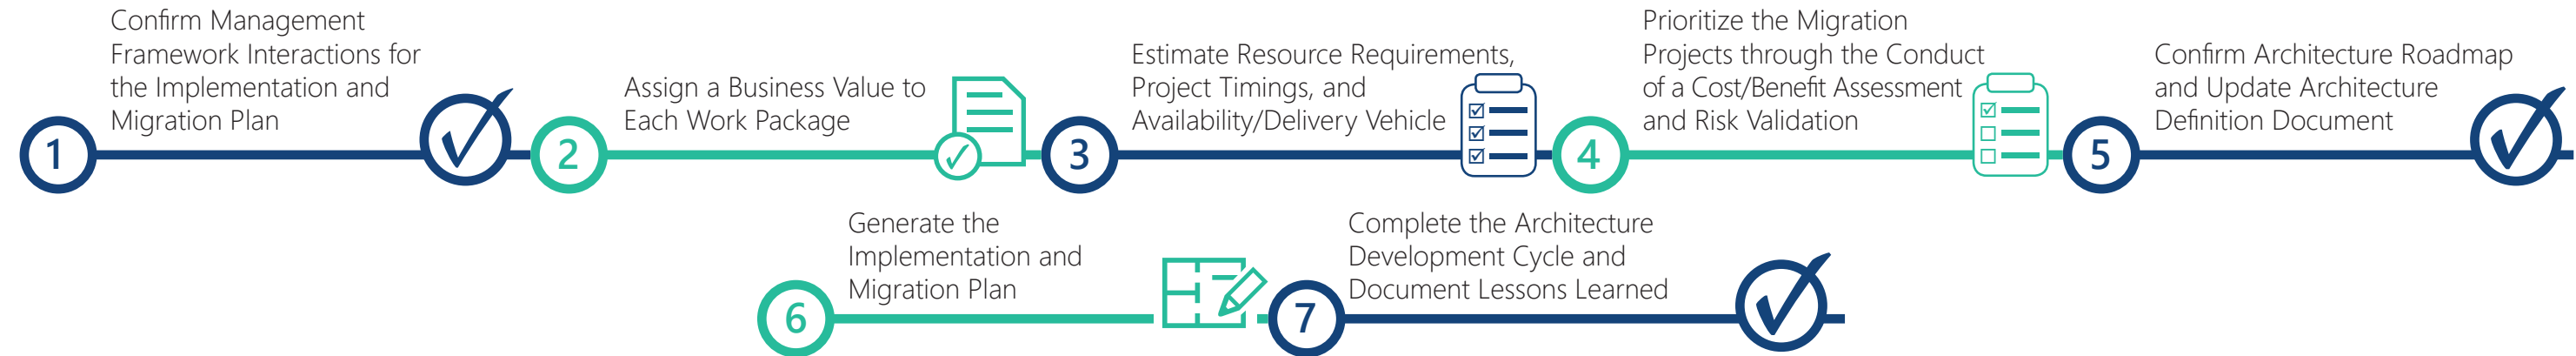 1
Confirm Management
Framework Interactions for
the Implementation and
Migration Plan
2
Assign a Business Value to
Each Work Package
3
Estimate Resource Requirements,
Project Timings, and
Availability/Delivery Vehicle
4
Prioritize the Migration
Projects through the Conduct
of a Cost/Benefit Assessment
and Risk Validation
5
Confirm Architecture Roadmap
and Update Architecture
Definition Document
6
Generate the
Implementation and
Migration Plan
7
Complete the Architecture
Development Cycle and
Document Lessons Learned